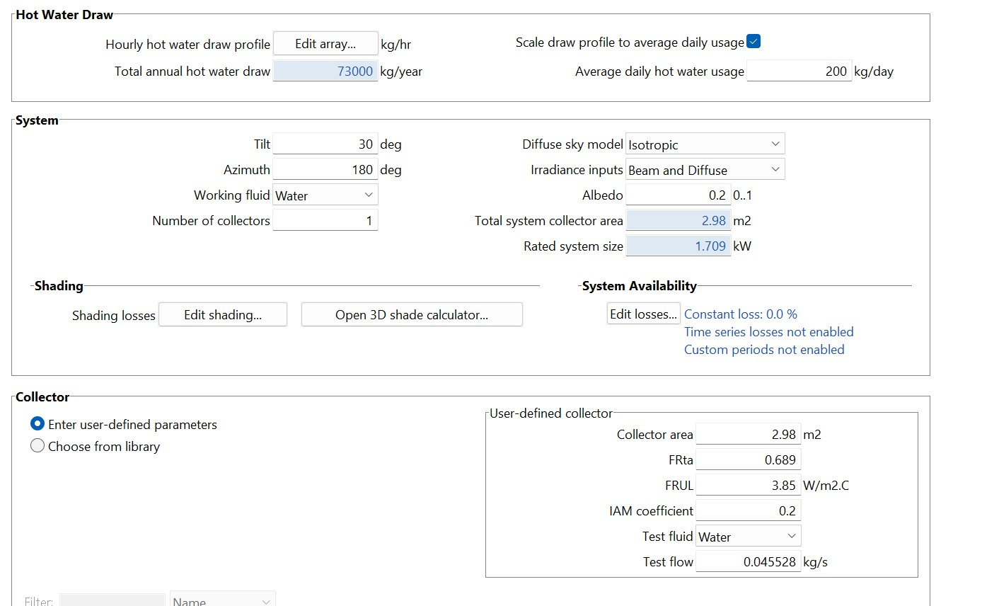 Hot Water Draw
Hourly hot water draw profile Edit array... kg/hr Scale draw profile to average daily usage
Total annual hot water draw 73000 kg/year Average daily hot water usage 200 kg/day
System
Tilt 30 deg Diffuse sky model Isotropic
Azimuth 180 deg Irradiance inputs Beam and Diffuse
Working fluid Water Albedo 0.2 0..1
Number of collectors 1 Total system collector area 2.98 m2
Rated system size 1.709 kW
Shading System Availability
Shading losses Edit shading... Open 3D shade calculator... Edit losses... Constant loss: 0.0 %
Time series losses not enabled
Custom periods not enabled
Collector
User-defined collector
Enter user-defined parameters Collector area 2.98 m2
Choose from library
FRta 0.689
FRUL 3.85 W/m2.C
IAM coefficient 0.2
Test fluid Water
Test flow 0.045528 kg/s
Filter: Name